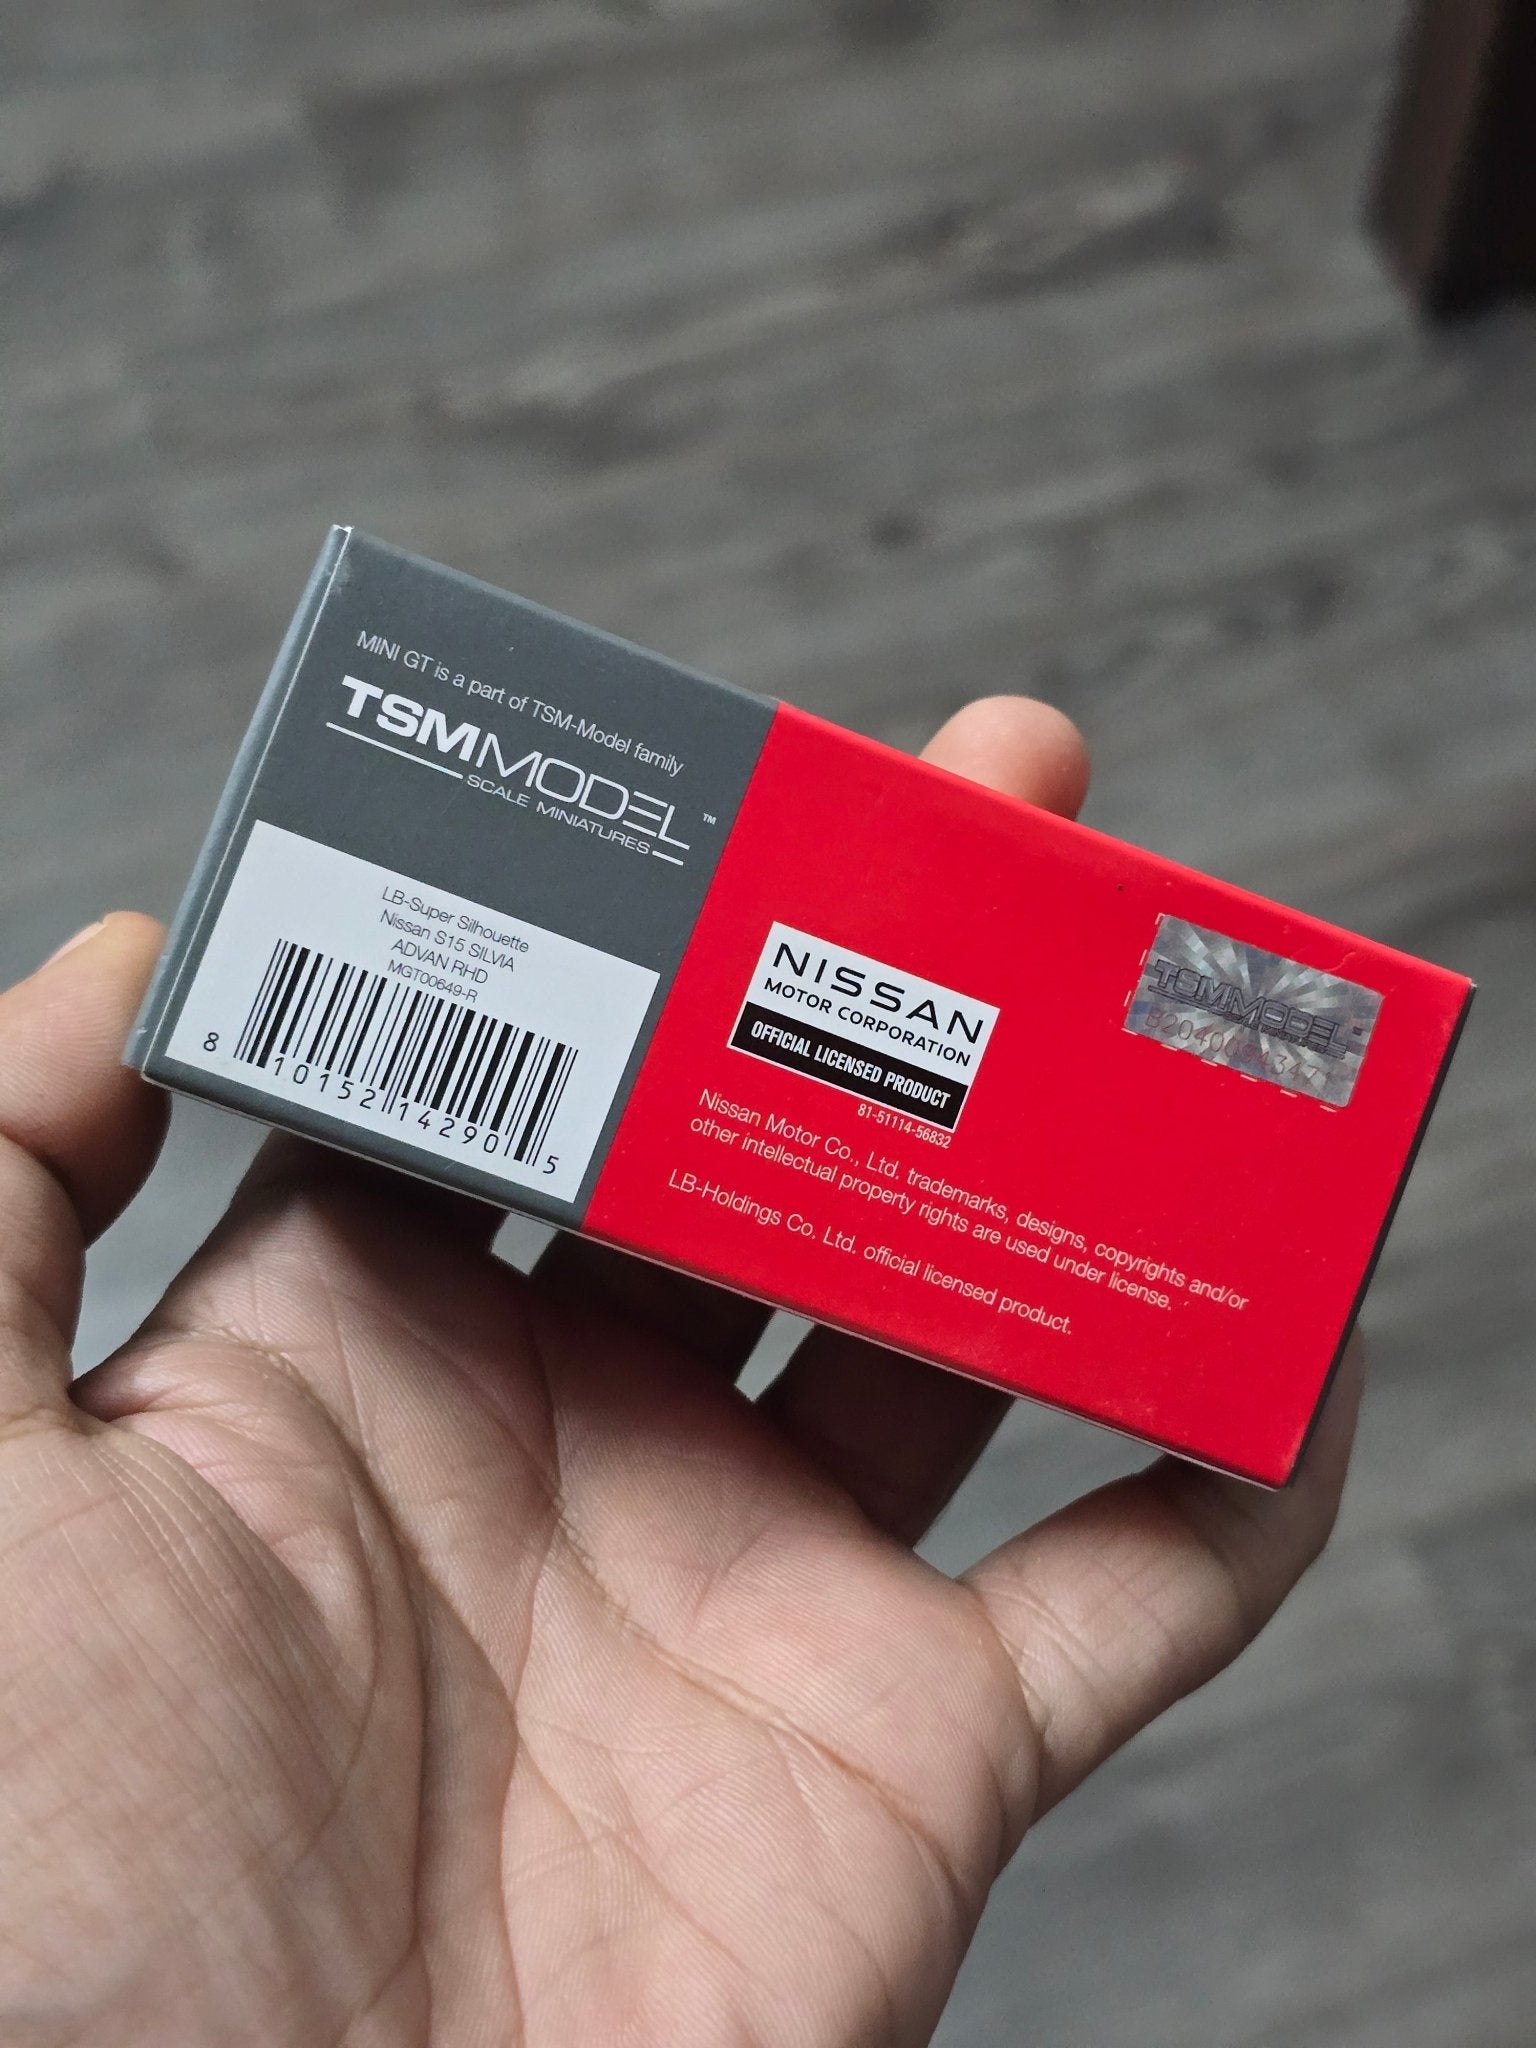 MINI GT is a part of TSM-Model family
TSMMODEL™
SCALE MINIATURES
LB-Super Silhouette
Nissan S15 SILVIA
ADVAN RHD
MGT00649-R
8 10152 14290 5
NISSAN
MOTOR CORPORATION
OFFICIAL LICENSED PRODUCT
81-51114-56832
Nissan Motor Co., Ltd. trademarks, designs, copyrights and/or
other intellectual property rights are used under license.
LB-Holdings Co. Ltd. official licensed product.
TSMMODEL